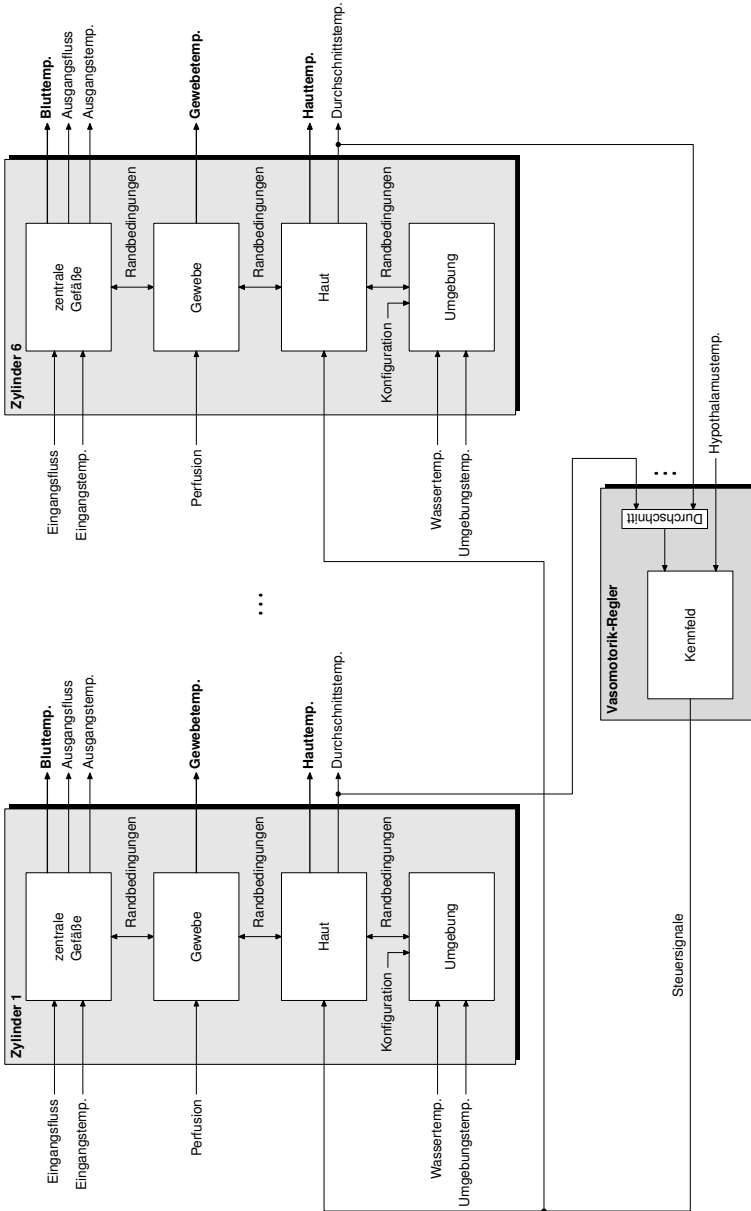 Zylinder 1
Eingangsfluss
Eingangstemp.
zentrale
Gefäße
Bluttemp.
Ausgangsfluss
Ausgangstemp.
Randbedingungen
Perfusion
Gewebe
Gewebetemp.
Randbedingungen
Haut
Hauttemp.
Durchschnittstemp.
Randbedingungen
Konfiguration
Wassertemp.
Umgebungstemp.
Umgebung
...
Zylinder 6
Eingangsfluss
Eingangstemp.
zentrale
Gefäße
Bluttemp.
Ausgangsfluss
Ausgangstemp.
Randbedingungen
Perfusion
Gewebe
Gewebetemp.
Randbedingungen
Haut
Hauttemp.
Durchschnittstemp.
Randbedingungen
Konfiguration
Wassertemp.
Umgebungstemp.
Umgebung
Vasomotorik-Regler
Kennfeld
Durchschnitt
...
Hypothalamustemp.
Steuersignale